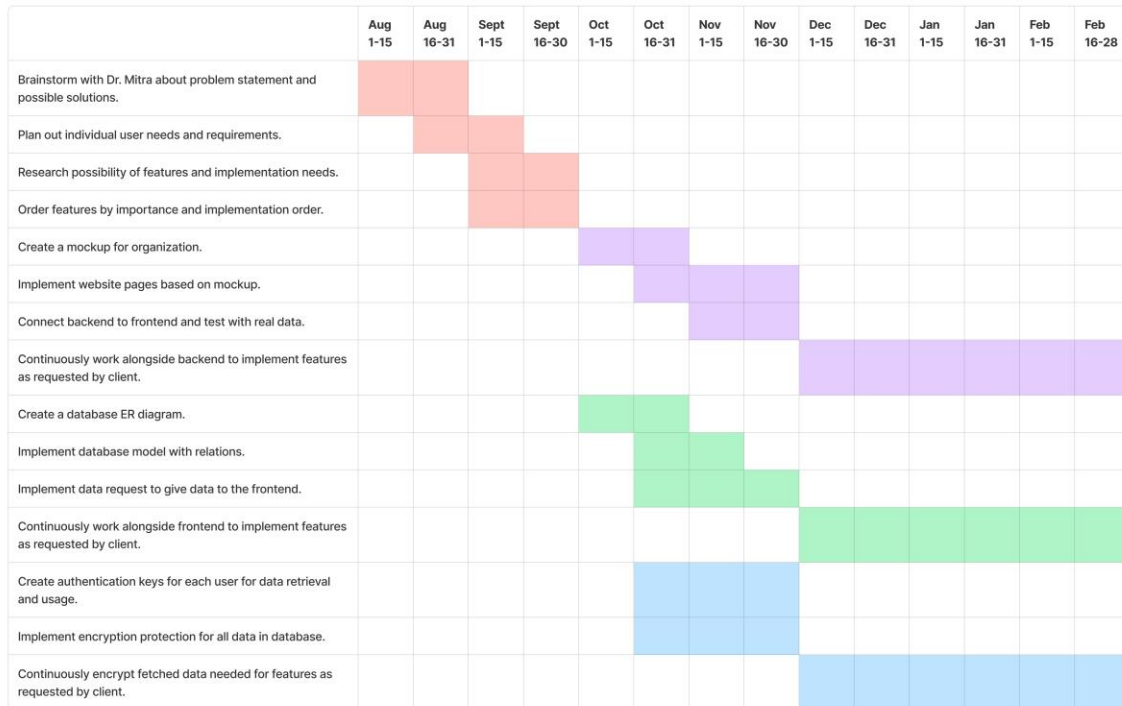 Aug Aug Sept Sept Oct Oct Nov Nov Dec Dec Jan Jan Feb Feb
1-15 16-31 1-15 16-30 1-15 16-31 1-15 16-30 1-15 16-31 1-15 16-31 1-15 16-28
Brainstorm with Dr. Mitra about problem statement and
possible solutions.
Plan out individual user needs and requirements.
Research possibility of features and implementation needs.
Order features by importance and implementation order.
Create a mockup for organization.
Implement website pages based on mockup.
Connect backend to frontend and test with real data.
Continuously work alongside backend to implement features
as requested by client.
Create a database ER diagram.
Implement database model with relations.
Implement data request to give data to the frontend.
Continuously work alongside frontend to implement features
as requested by client.
Create authentication keys for each user for data retrieval
and usage.
Implement encryption protection for all data in database.
Continuously encrypt fetched data needed for features as
requested by client.